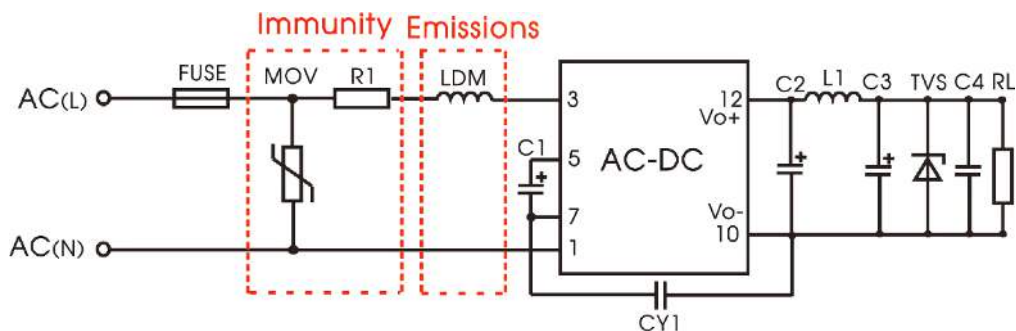 Immunity Emissions
FUSE MOV R1 LDM
AC(L) 3 12 C2 L1 C3 TVS C4 RL
Vo+
C1
5 AC-DC
7 Vo-
AC(N) 1 10
CY1